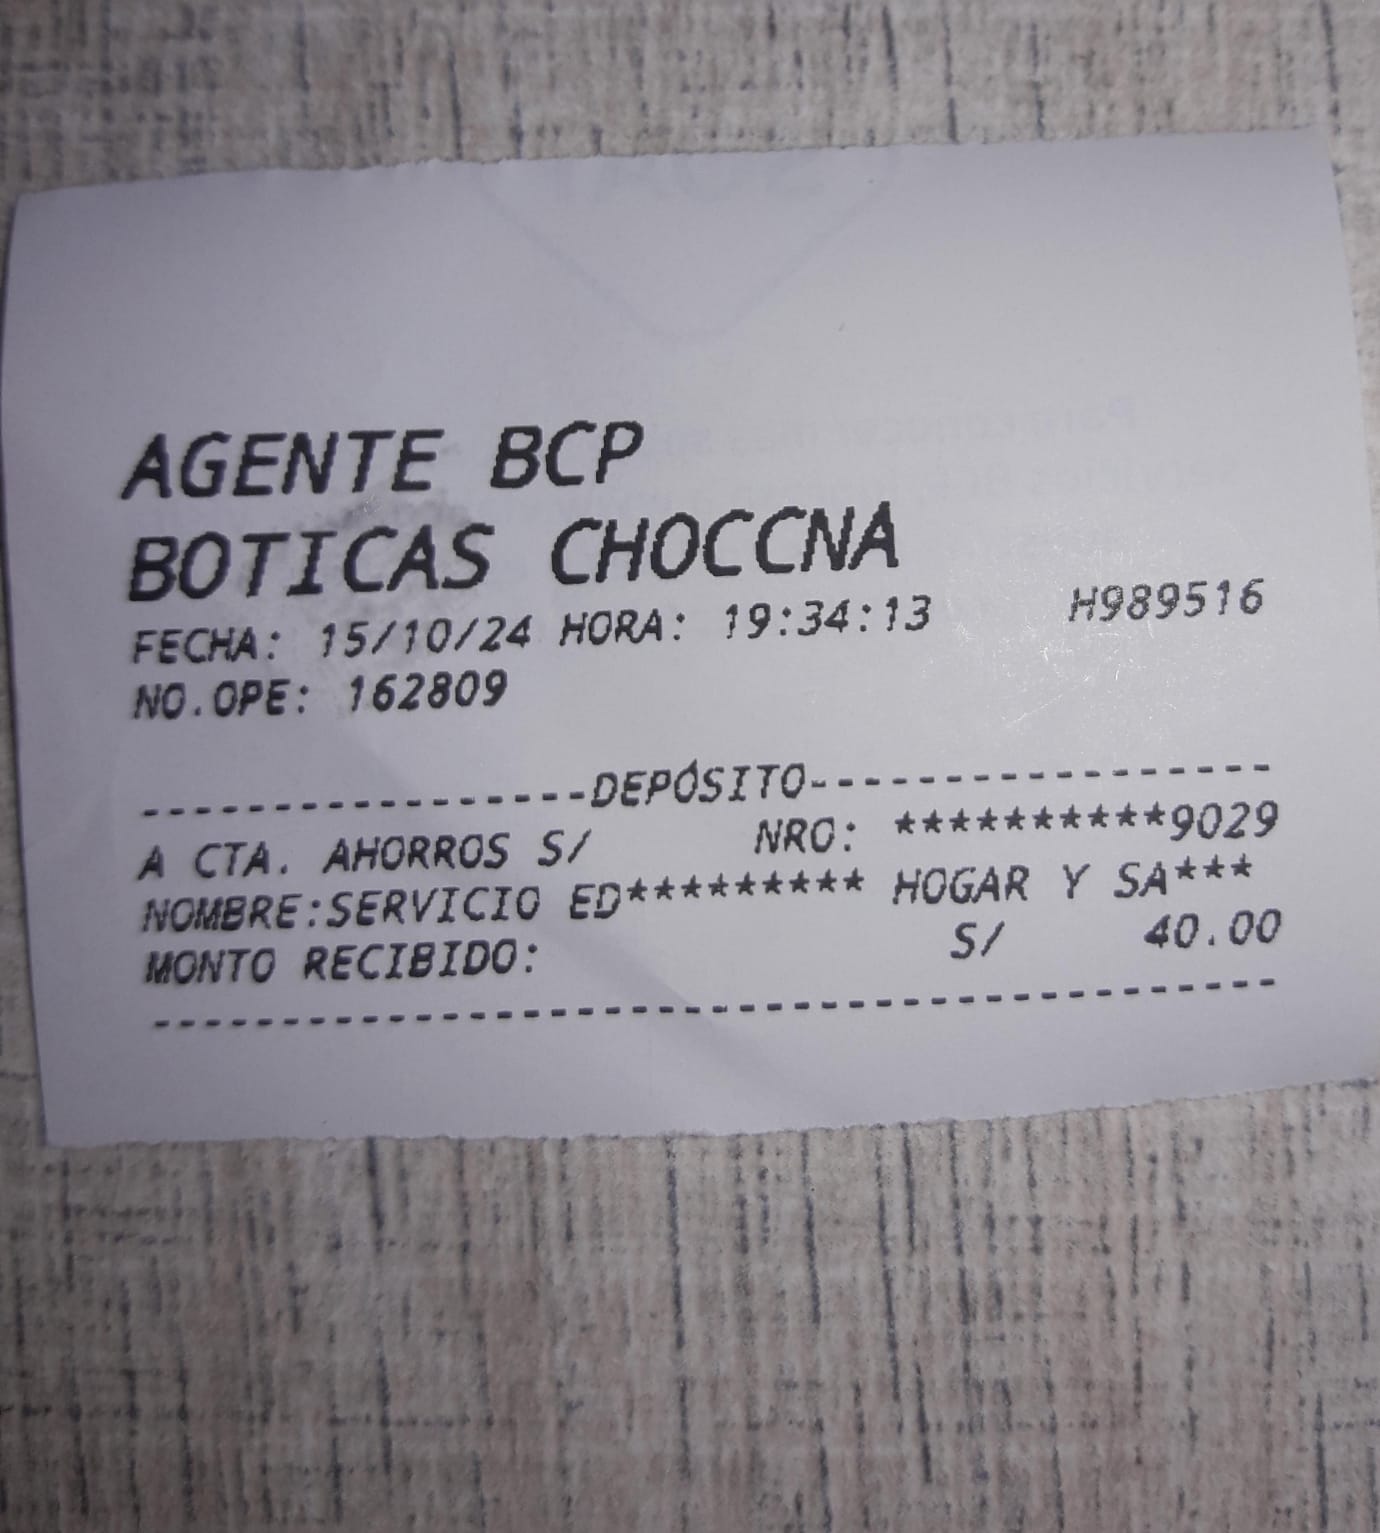 AGENTE BCP
BOTICAS CHOCCNA
FECHA: 15/10/24 HORA: 19:34:13 H989516
NO.OPE: 162809
----------------DEPÓSITO-----------------
A CTA. AHORROS S/ NRO: **********9029
NOMBRE:SERVICIO ED********* HOGAR Y SA***
MONTO RECIBIDO: S/ 40.00
------------------------------------------